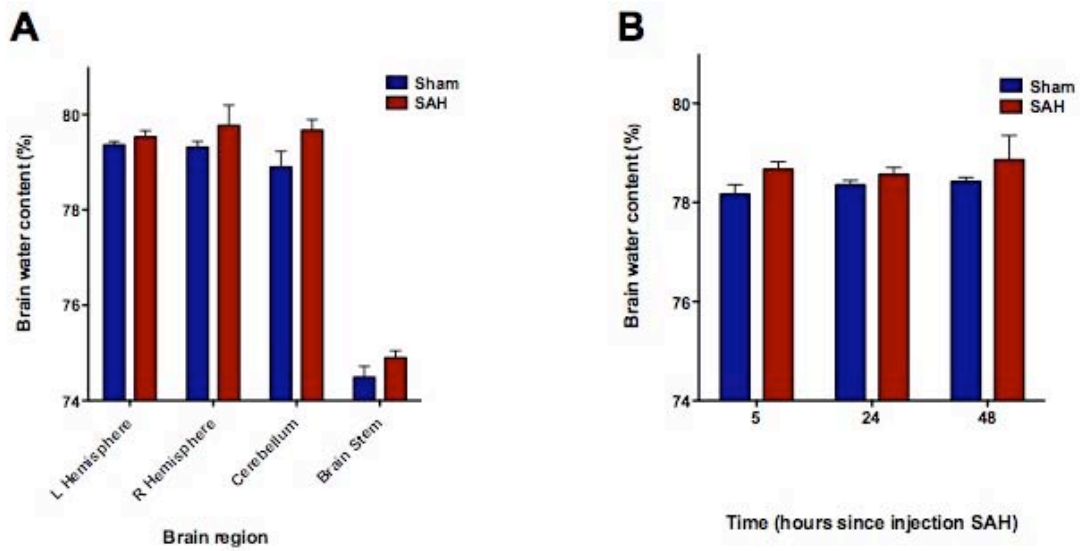 A
Sham
SAH
Brain water content (%)
80
78
76
74
L Hemisphere
R Hemisphere
Cerebellum
Brain Stem
Brain region
B
Sham
SAH
Brain water content (%)
80
78
76
74
5 24 48
Time (hours since injection SAH)